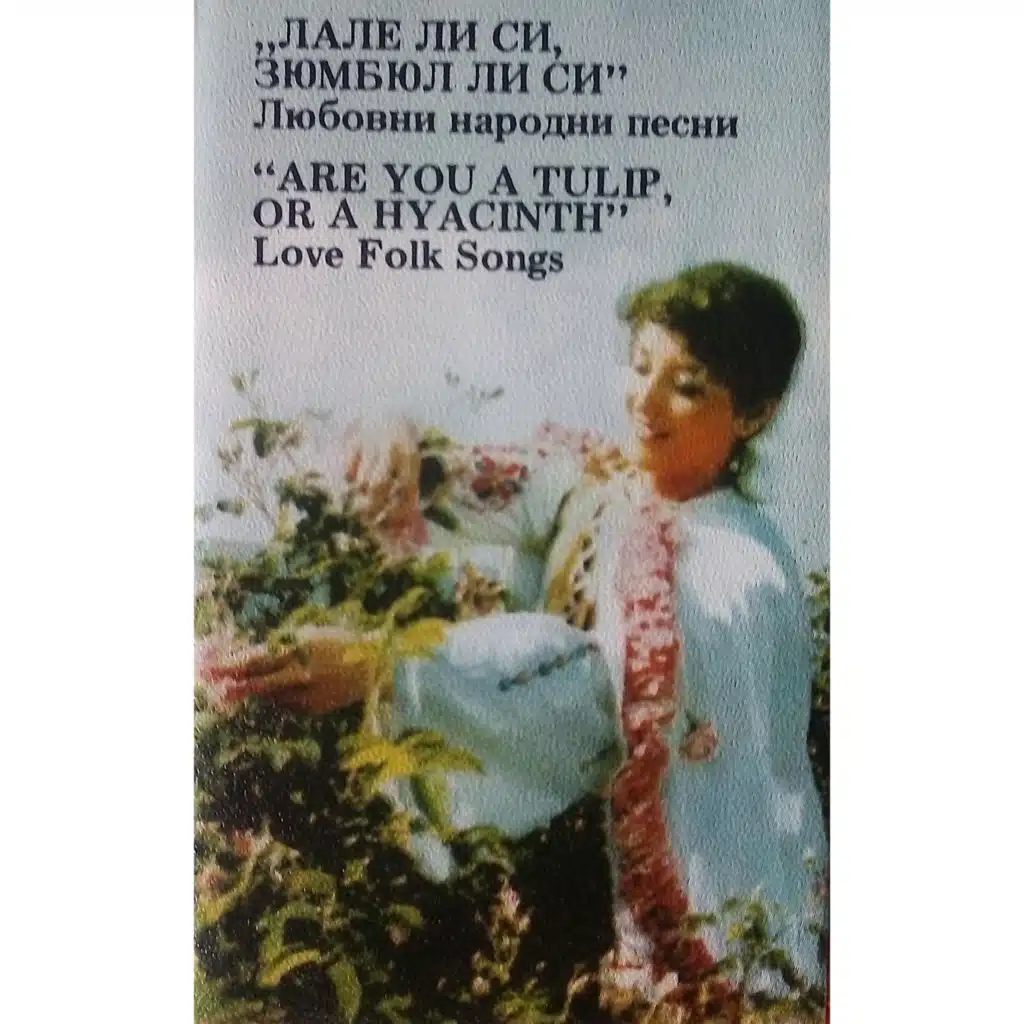 „ЛАЛЕ ЛИ СИ,
ЗЮМБЮЛ ЛИ СИ”
Любовни народни песни
“ARE YOU A TULIP,
OR A HYACINTH”
Love Folk Songs